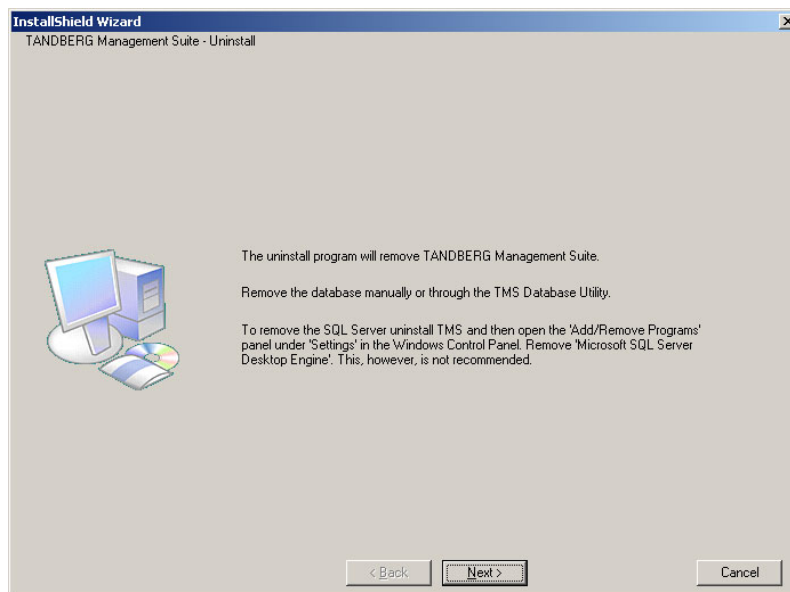 InstallShield Wizard
TANDBERG Management Suite - Uninstall
The uninstall program will remove TANDBERG Management Suite.
Remove the database manually or through the TMS Database Utility.
To remove the SQL Server uninstall TMS and then open the 'Add/Remove Programs'
panel under 'Settings' in the Windows Control Panel. Remove 'Microsoft SQL Server
Desktop Engine'. This, however, is not recommended.
< Back
Next >
Cancel